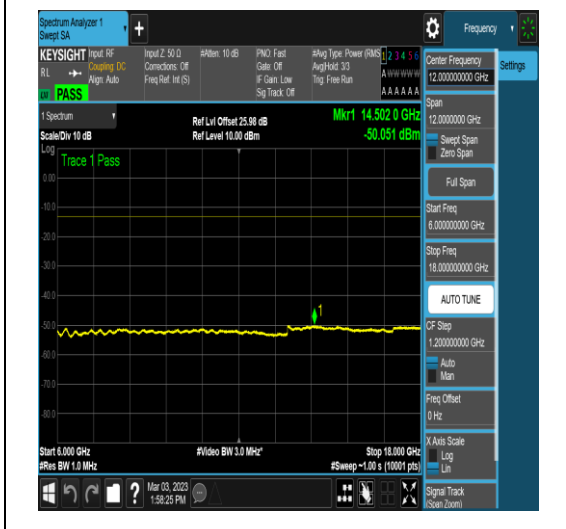 Spectrum Analyzer 1
Swept SA
Frequency
KEYSIGHT
RL
PASS
Input: RF
Coupling: DC
Align: Auto
Input Z: 50 Ω
Corrections: Off
Freq Ref: Int (S)
#Atten: 10 dB
PNO: Fast
Gate: Off
IF Gain: Low
Sig Track: Off
#Avg Type: Power (RMS
Avg|Hold: 3/3
Trig: Free Run
1 2 3 4 5 6
A W W W W W
A A A A A A
1 Spectrum
Scale/Div 10 dB
Ref Lvl Offset 25.98 dB
Ref Level 10.00 dBm
Mkr1 14.502 0 GHz
-50.051 dBm
Log
Trace 1 Pass
0.00
-10.0
-20.0
-30.0
-40.0
-50.0
-60.0
-70.0
-80.0
1
Start 6.000 GHz
#Res BW 1.0 MHz
#Video BW 3.0 MHz*
Stop 18.000 GHz
#Sweep ~1.00 s (10001 pts)
?
Mar 03, 2023
1:58:25 PM
Center Frequency
12.000000000 GHz
Settings
Span
12.0000000 GHz
Swept Span
Zero Span
Full Span
Start Freq
6.000000000 GHz
Stop Freq
18.000000000 GHz
AUTO TUNE
CF Step
1.200000000 GHz
Auto
Man
Freq Offset
0 Hz
X Axis Scale
Log
Lin
Signal Track
(Span Zoom)